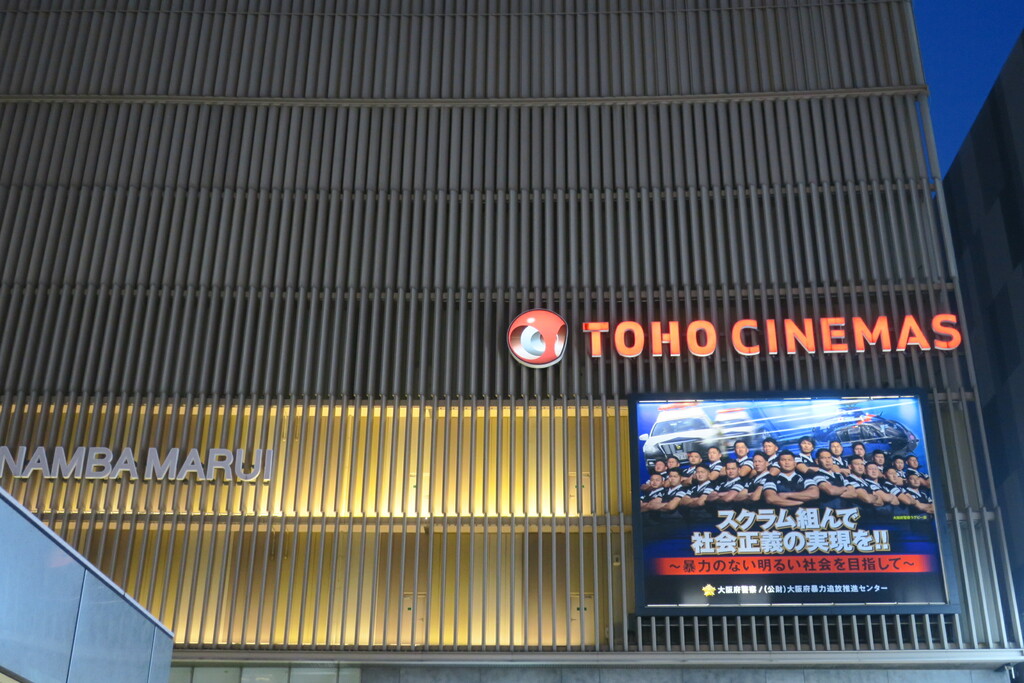 TOHO CINEMAS
NAMBA MARUI
スクラム組んで
社会正義の実現を!!
～暴力のない明るい社会を目指して～
大阪府警察/(公財)大阪府暴力追放推進センター